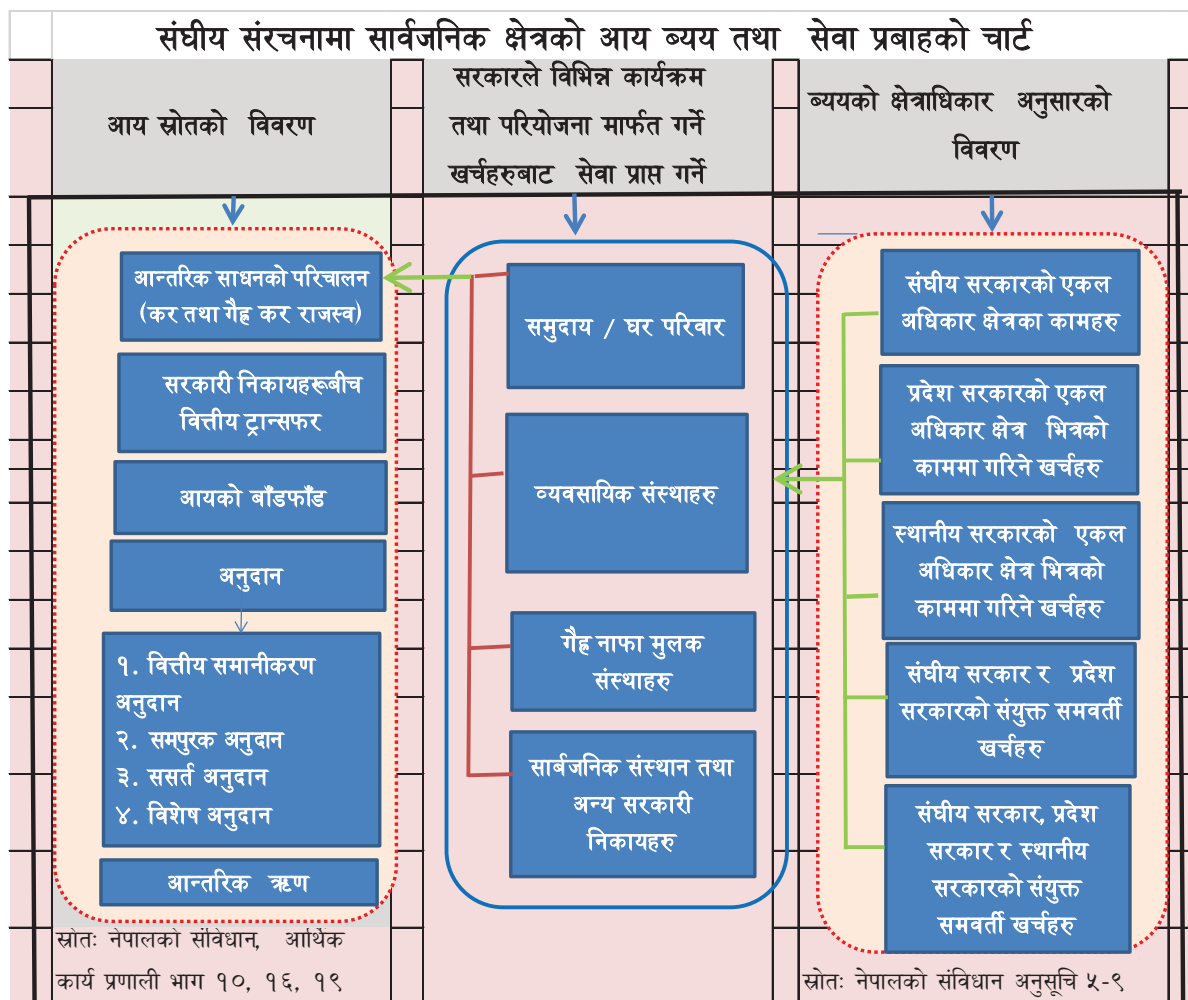 संघीय संरचनामा सार्वजनिक क्षेत्रको आय ब्यय तथा सेवा प्रबाहको चार्ट
आय स्रोतको विवरण
सरकारले विभिन्न कार्यक्रम
तथा परियोजना मार्फत गर्ने
खर्चहरुबाट सेवा प्राप्त गर्ने
ब्ययको क्षेत्राधिकार अनुसारको
विवरण
आन्तरिक साधनको परिचालन
(कर तथा गैह्र कर राजस्व)
सरकारी निकायहरूबीच
वित्तीय ट्रान्सफर
आयको बाँडफाँड
अनुदान
१. वित्तीय समानीकरण
अनुदान
२. सम्पुरक अनुदान
३. ससर्त अनुदान
४. विशेष अनुदान
आन्तरिक ऋण
स्रोतः नेपालको संविधान, आर्थिक
कार्य प्रणाली भाग १०, १६, १९
समुदाय / घर परिवार
व्यवसायिक संस्थाहरु
गैह्र नाफा मुलक
संस्थाहरु
सार्बजनिक संस्थान तथा
अन्य सरकारी
निकायहरु
संघीय सरकारको एकल
अधिकार क्षेत्रका कामहरु
प्रदेश सरकारको एकल
अधिकार क्षेत्र भित्रको
काममा गरिने खर्चहरु
स्थानीय सरकारको एकल
अधिकार क्षेत्र भित्रको
काममा गरिने खर्चहरु
संघीय सरकार र प्रदेश
सरकारको संयुक्त समवर्ती
खर्चहरु
संघीय सरकार, प्रदेश
सरकार र स्थानीय
सरकारको संयुक्त
समवर्ती खर्चहरु
स्रोतः नेपालको संविधान अनुसूचि ५-९